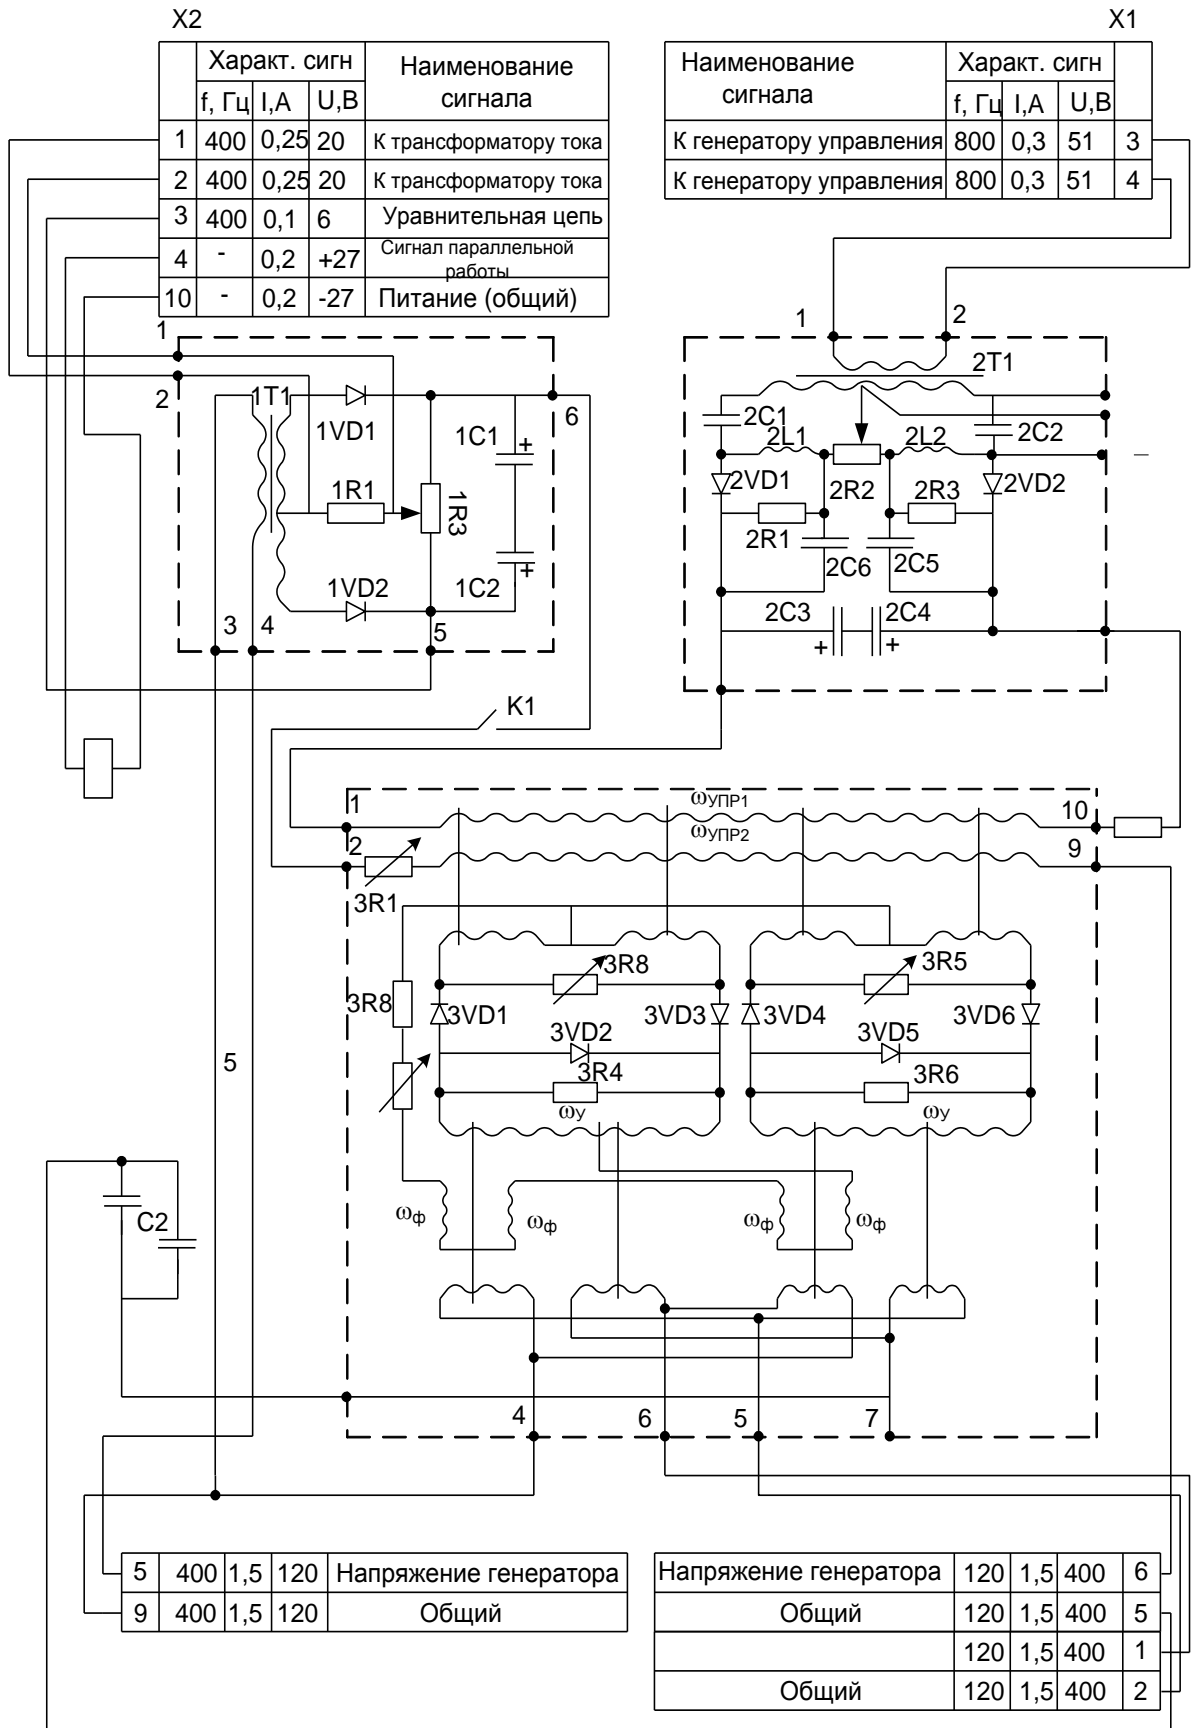 X2
X1
Характ. сигн
Наименование сигнала
f, Гц I,А U,В
1 400 0,25 20 К трансформатору тока
2 400 0,25 20 К трансформатору тока
3 400 0,1 6 Уравнительная цепь
4 - 0,2 +27 Сигнал параллельной работы
10 - 0,2 -27 Питание (общий)
Наименование сигнала
Характ. сигн
f, Гц I,А U,В
К генератору управления 800 0,3 51 3
К генератору управления 800 0,3 51 4
1
2
1T1
1VD1
1C1
+
6
1R1
1R3
1VD2
1C2
+
3
4
5
1
2
2T1
2C1
2C2
2L1
2L2
–
2VD1
2R2
2R3
2VD2
2R1
2C6
2C5
2C3
2C4
+
+
K1
1
ωУПР1
10
2
ωУПР2
9
3R1
3R8
3R5
3R8
3VD1
3VD3
3VD4
3VD6
3VD2
3VD5
5
3R4
3R6
ωУ
ωУ
C2
ωф
ωф
ωф
ωф
4
6
5
7
5 400 1,5 120 Напряжение генератора
9 400 1,5 120 Общий
Напряжение генератора 120 1,5 400 6
Общий 120 1,5 400 5
120 1,5 400 1
Общий 120 1,5 400 2